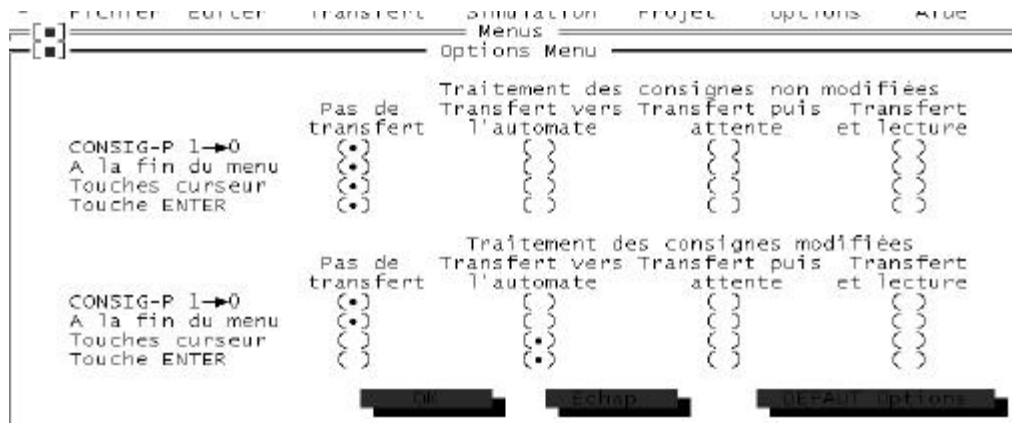 Fichier Editer Transfert Simulation Projet Options Aide
Menus
Options Menu
Traitement des consignes non modifiées
Pas de Transfert vers Transfert puis Transfert
transfert l'automate attente et lecture
CONSIG-P 1→0 (•) ( ) ( ) ( )
A la fin du menu (•) ( ) ( ) ( )
Touches curseur (•) ( ) ( ) ( )
Touche ENTER (•) ( ) ( ) ( )
Traitement des consignes modifiées
Pas de Transfert vers Transfert puis Transfert
transfert l'automate attente et lecture
CONSIG-P 1→0 (•) ( ) ( ) ( )
A la fin du menu (•) ( ) ( ) ( )
Touches curseur ( ) (•) ( ) ( )
Touche ENTER ( ) (•) ( ) ( )
OK Echap DEFAUT Options